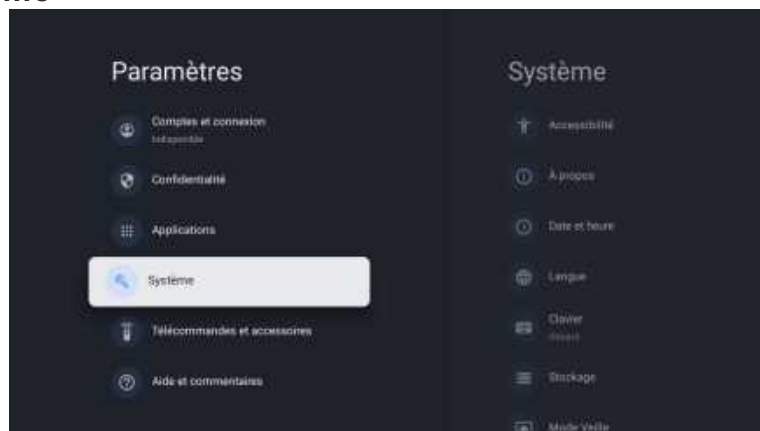 Paramètres
Comptes et connexion
Indisponible
Confidentialité
Applications
Système
Télécommandes et accessoires
Aide et commentaires
Système
Accessibilité
À propos
Date et heure
Langue
Clavier
Stockage
Mode Veille